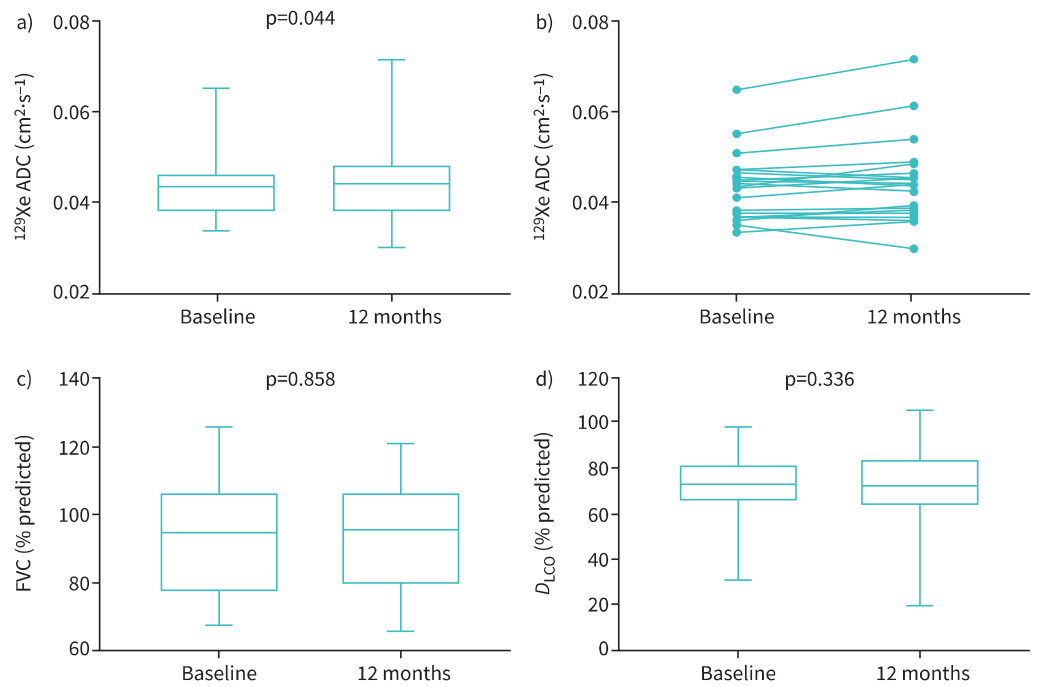 a)
p=0.044
¹²⁹Xe ADC (cm²·s⁻¹)
0.08
0.06
0.04
0.02
Baseline 12 months
b)
¹²⁹Xe ADC (cm²·s⁻¹)
0.08
0.06
0.04
0.02
Baseline 12 months
c)
p=0.858
FVC (% predicted)
140
120
100
80
60
Baseline 12 months
d)
p=0.336
D_LCO (% predicted)
120
100
80
60
40
20
0
Baseline 12 months